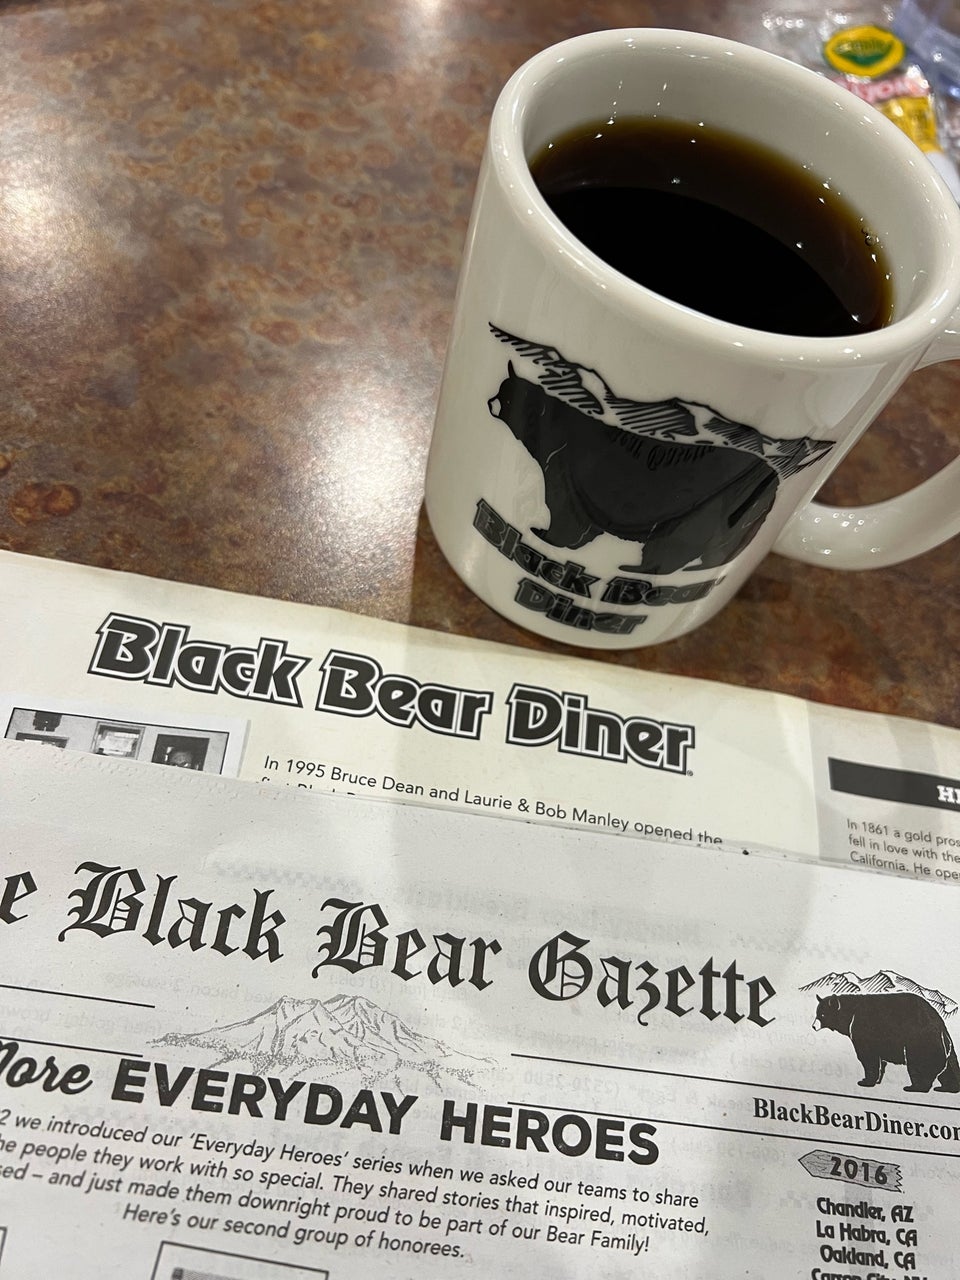 Black Bear
Diner
Black Bear Diner
In 1995 Bruce Dean and Laurie & Bob Manley opened the
In 1861 a gold
fell in love with the
California. He
Black Bear Gazette
BlackBearDiner.com
More EVERYDAY HEROES
we introduced our ‘Everyday Heroes’ series when we asked our teams to share
people they work with so special. They shared stories that inspired, motivated,
– and just made them downright proud to be part of our Bear Family!
Here’s our second group of honorees.
2016
Chandler, AZ
La Habra, CA
Oakland, CA